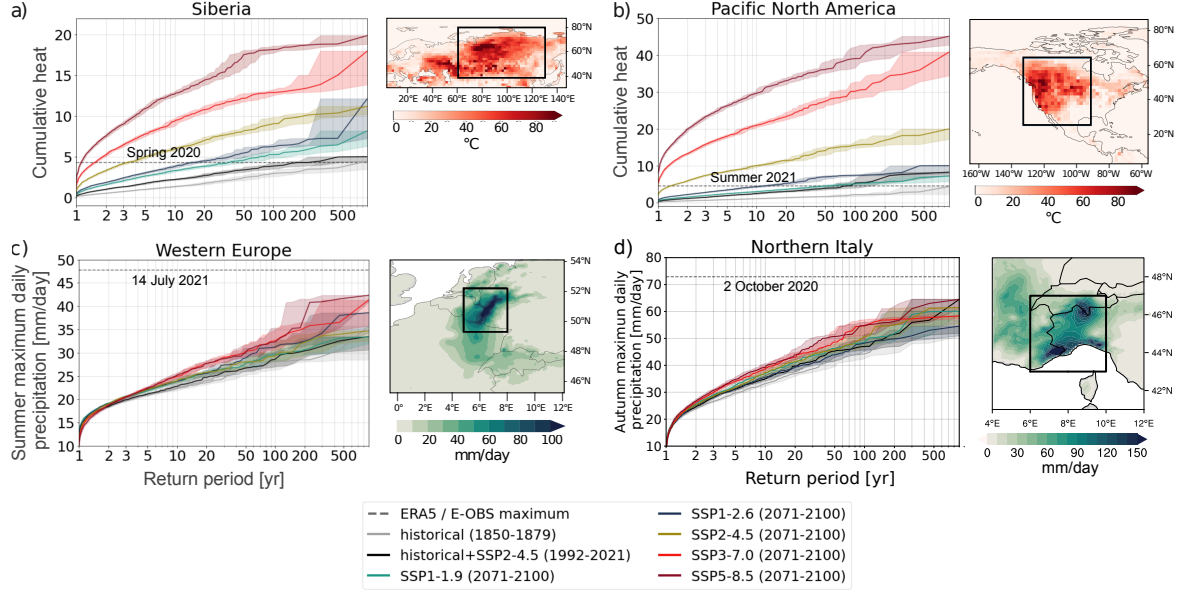 a)
Siberia
Cumulative heat
20
15
10
5
0
Spring 2020
1 2 3 5 10 20 50 100 200 500
80°N
60°N
40°N
20°E 40°E 60°E 80°E 100°E 120°E 140°E
0 20 40 60 80
°C
b)
Pacific North America
Cumulative heat
50
40
30
20
10
0
Summer 2021
1 2 3 5 10 20 50 100 200 500
80°N
60°N
40°N
20°N
160°W 140°W 120°W 100°W 80°W 60°W
0 20 40 60 80
°C
c)
Western Europe
Summer maximum daily
precipitation [mm/day]
50
45
40
35
30
25
20
15
10
14 July 2021
1 2 3 5 10 20 50 100 200 500
Return period [yr]
54°N
52°N
50°N
48°N
46°N
0° 2°E 4°E 6°E 8°E 10°E 12°E
0 20 40 60 80 100
mm/day
d)
Northern Italy
Autumn maximun daily
precipitation [mm/day]
80
70
60
50
40
30
20
10
2 October 2020
1 2 3 5 10 20 50 100 200 500
Return period [yr]
48°N
46°N
44°N
42°N
4°E 6°E 8°E 10°E 12°E
0 30 60 90 120 150
mm/day
ERA5 / E-OBS maximum
historical (1850-1879)
historical+SSP2-4.5 (1992-2021)
SSP1-1.9 (2071-2100)
SSP1-2.6 (2071-2100)
SSP2-4.5 (2071-2100)
SSP3-7.0 (2071-2100)
SSP5-8.5 (2071-2100)